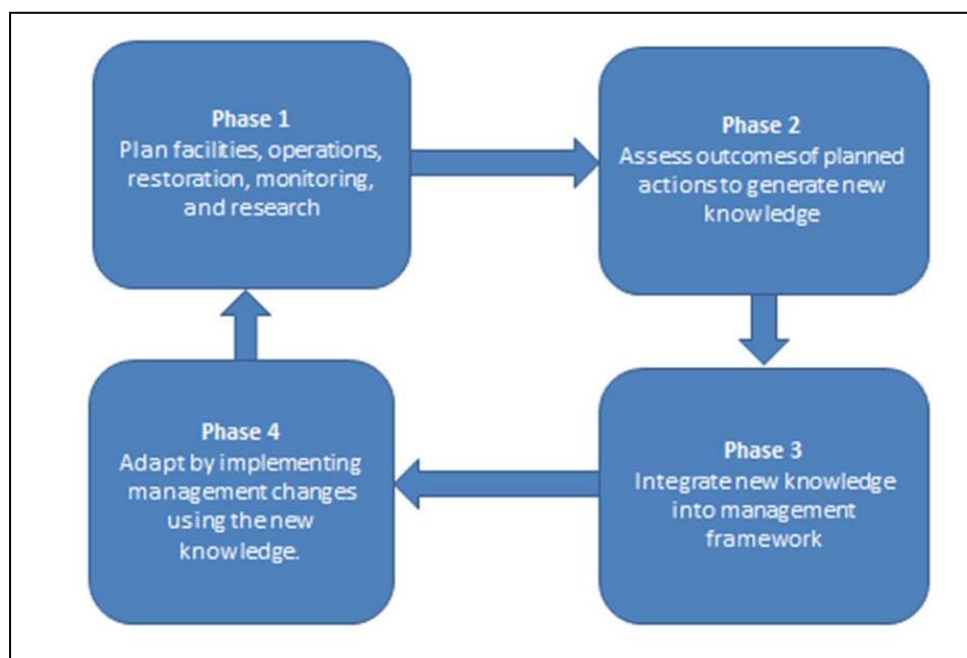 Phase 1
Plan facilities, operations,
restoration, monitoring,
and research
Phase 2
Assess outcomes of planned
actions to generate new
knowledge
Phase 3
Integrate new knowledge
into management
framework
Phase 4
Adapt by implementing
management changes
using the new
knowledge.